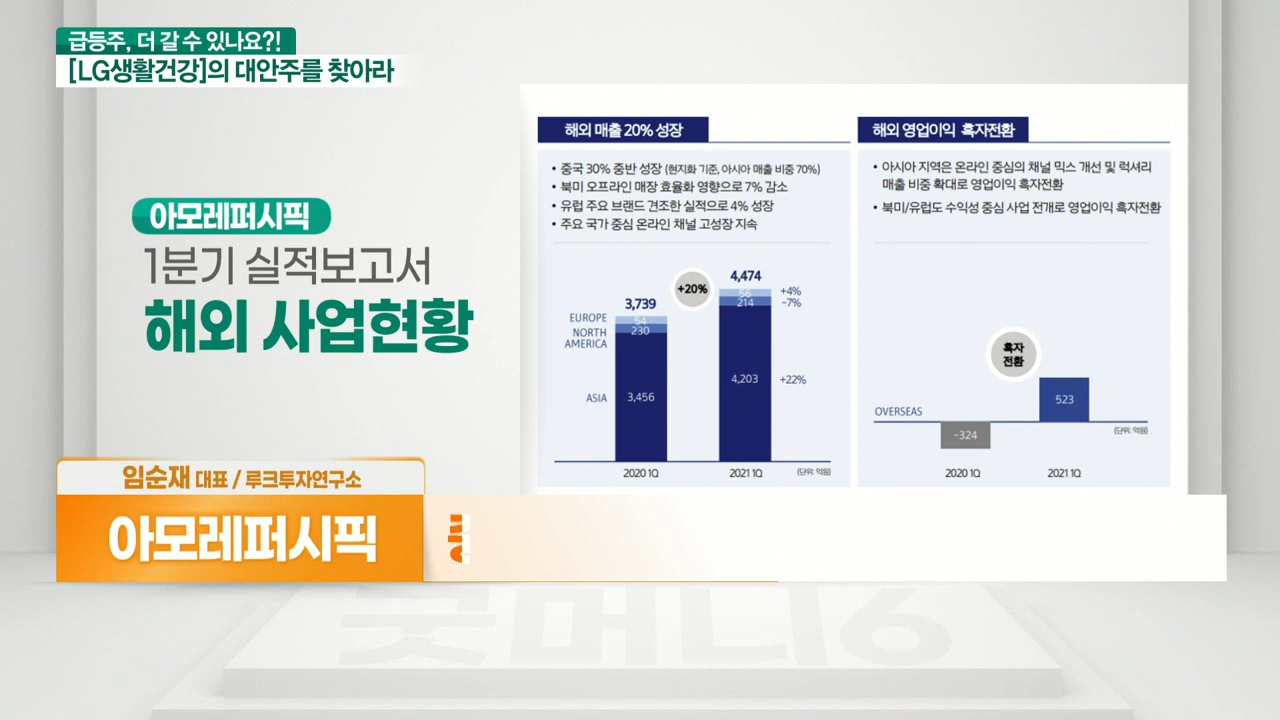 급등주, 더 갈 수 있나요?!
[LG생활건강]의 대안주를 찾아라
아모레퍼시픽
1분기 실적보고서
해외 사업현황
해외 매출 20% 성장
• 중국 30% 중반 성장 (현지화 기준, 아시아 매출 비중 70%)
• 북미 오프라인 매장 효율화 영향으로 7% 감소
• 유럽 주요 브랜드 견조한 실적으로 4% 성장
• 주요 국가 중심 온라인 채널 고성장 지속
+20%
4,474
3,739
+4%
-7%
214
EUROPE
54
NORTH
AMERICA
230
4,203
+22%
ASIA
3,456
2020 1Q
2021 1Q
(단위: 억원)
해외 영업이익 흑자전환
• 아시아 지역은 온라인 중심의 채널 믹스 개선 및 럭셔리
매출 비중 확대로 영업이익 흑자전환
• 북미/유럽도 수익성 중심 사업 전개로 영업이익 흑자전환
흑자
전환
523
OVERSEAS
-324
(단위: 억원)
2020 1Q
2021 1Q
임순재 대표 / 루크투자연구소
아모레퍼시픽
굿머니6